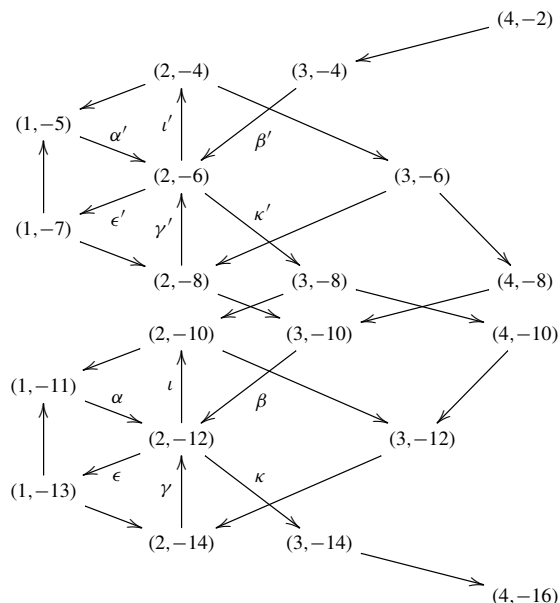 (4,−2)
(2,−4) (3,−4)
(1,−5) α′ ι′ β′
(2,−6) (3,−6)
(1,−7) ϵ′ γ′ κ′
(2,−8) (3,−8) (4,−8)
(2,−10) (3,−10) (4,−10)
(1,−11) α ι β
(2,−12) (3,−12)
(1,−13) ϵ γ κ
(2,−14) (3,−14)
(4,−16)